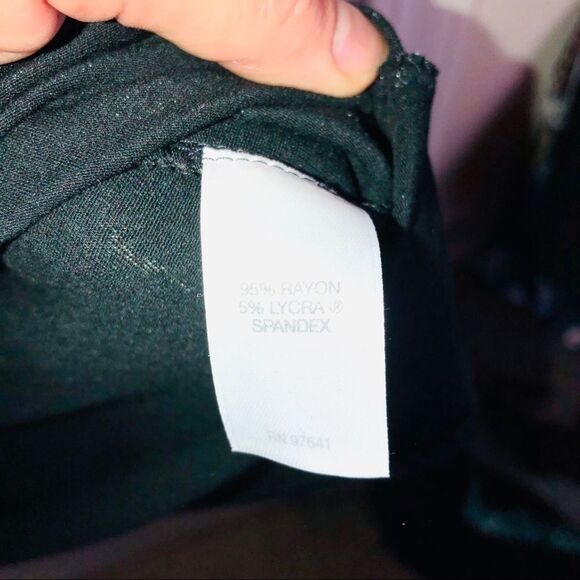 95% RAYON
5% LYCRA ®
SPANDEX
RN 97641